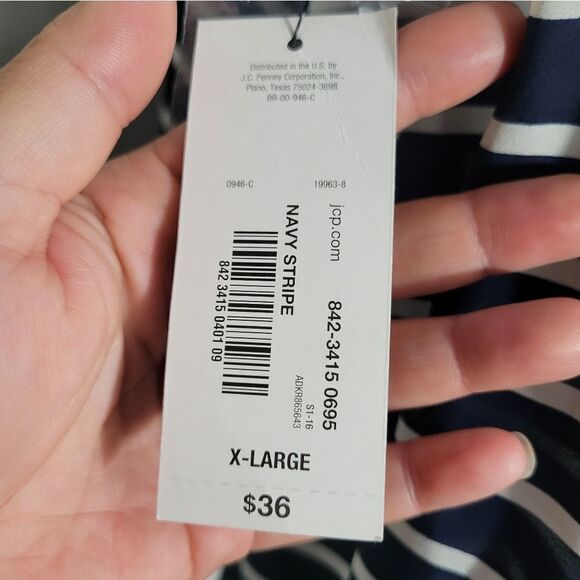 Distributed in the U.S. by
J.C. Penney Corporation, Inc.,
Plano, Texas 75024-3698
BR-00-946-C
0946-C 19963-8
jcp.com
842-3415 0695
S1-16
ADKR865643
NAVY STRIPE
842 3415 0401 09
X-LARGE
$36